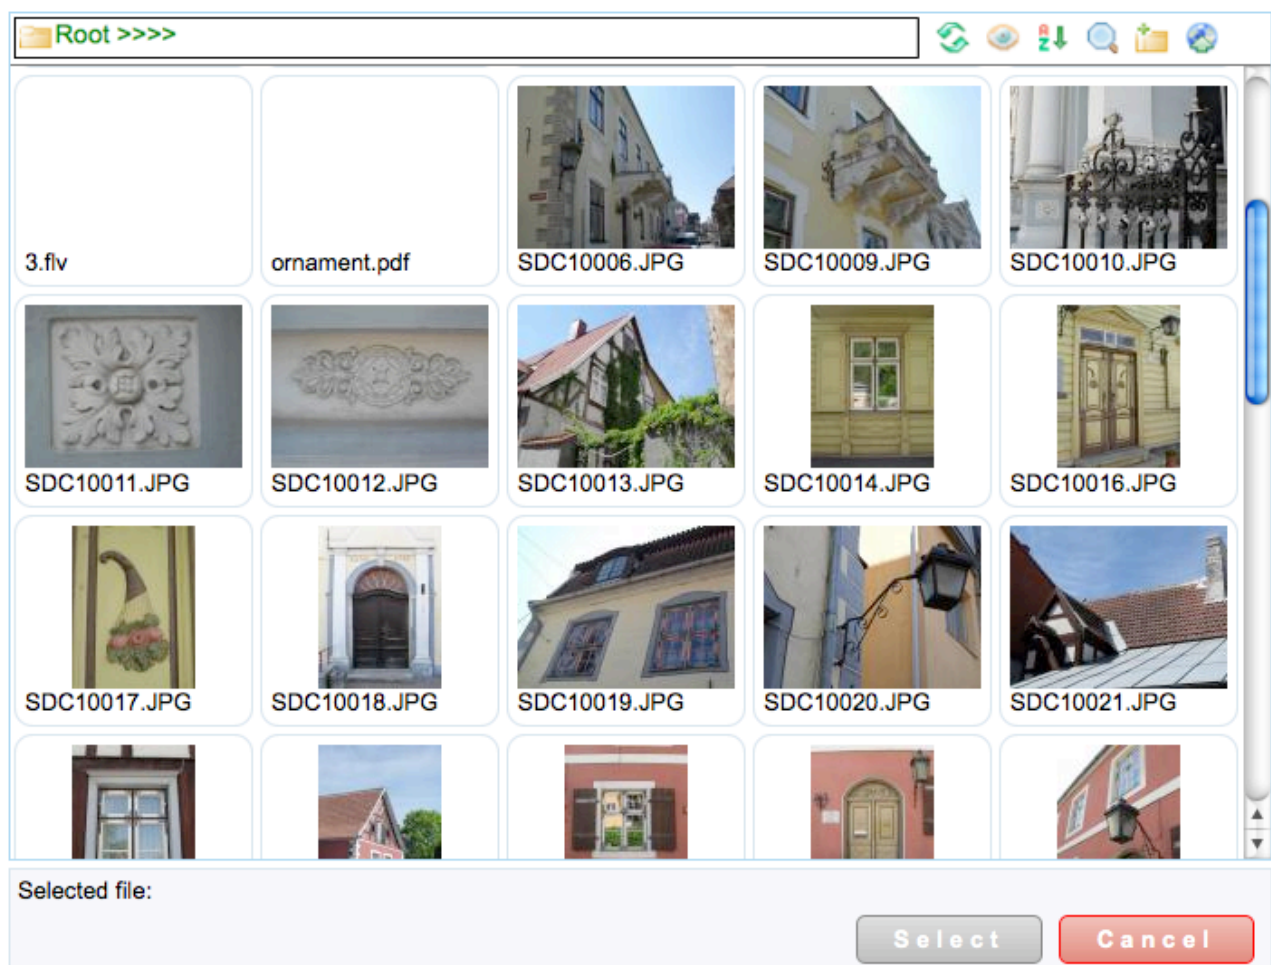 Root >>>>
A
Z
3.flv
ornament.pdf
SDC10006.JPG
SDC10009.JPG
SDC10010.JPG
SDC10011.JPG
SDC10012.JPG
SDC10013.JPG
SDC10014.JPG
SDC10016.JPG
SDC10017.JPG
SDC10018.JPG
SDC10019.JPG
SDC10020.JPG
SDC10021.JPG
Selected file:
Select
Cancel